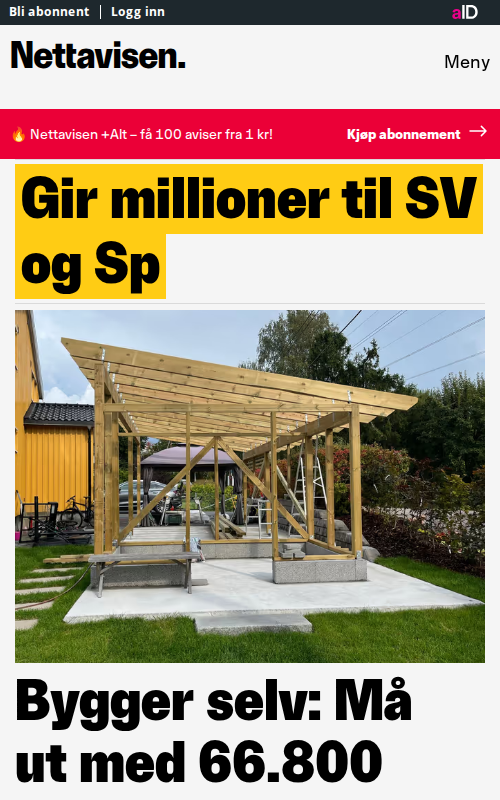 Bli abonnent | Logg inn
aID
Nettavisen.
Meny
🔥 Nettavisen +Alt – få 100 aviser fra 1 kr!
Kjøp abonnement →
Gir millioner til SV
og Sp
Bygger selv: Må
ut med 66.800